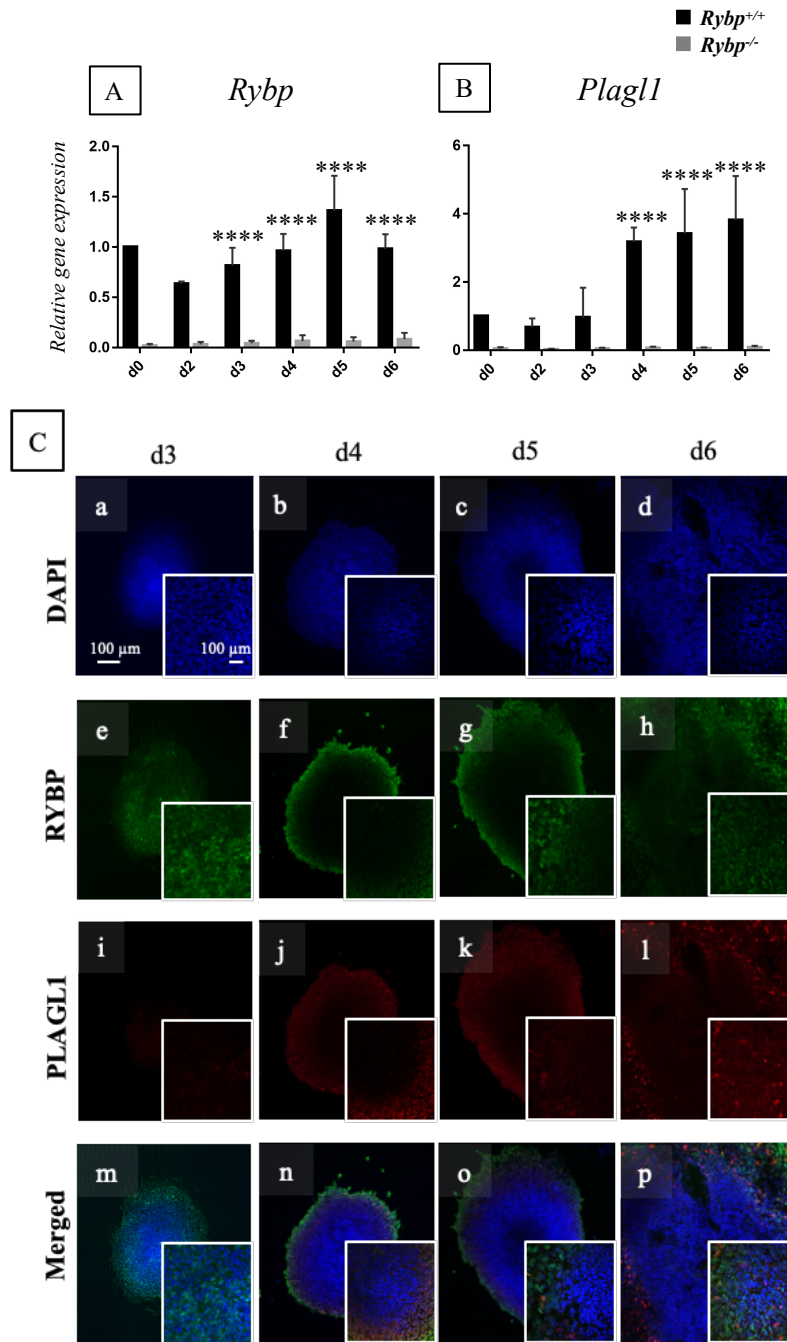 Rybp+/+
Rybp-/-
A
Rybp
B
Plagl1
Relative gene expression
2.0
1.5
1.0
0.5
0.0
****
****
****
****
d0
d2
d3
d4
d5
d6
6
4
2
0
****
****
****
d0
d2
d3
d4
d5
d6
C
d3
d4
d5
d6
DAPI
a
b
c
d
100 µm
100 µm
RYBP
e
f
g
h
PLAGL1
i
j
k
l
Merged
m
n
o
p